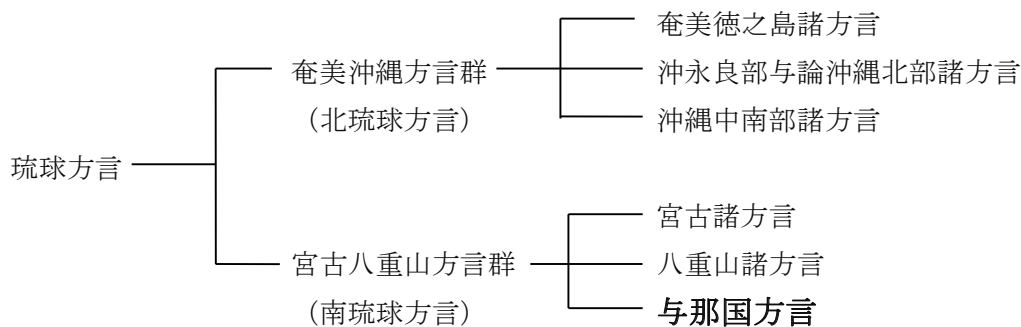 奄美徳之島諸方言
奄美沖縄方言群
沖永良部与論沖縄北部諸方言
（北琉球方言）
沖縄中南部諸方言
琉球方言
宮古諸方言
宮古八重山方言群
八重山諸方言
（南琉球方言）
与那国方言